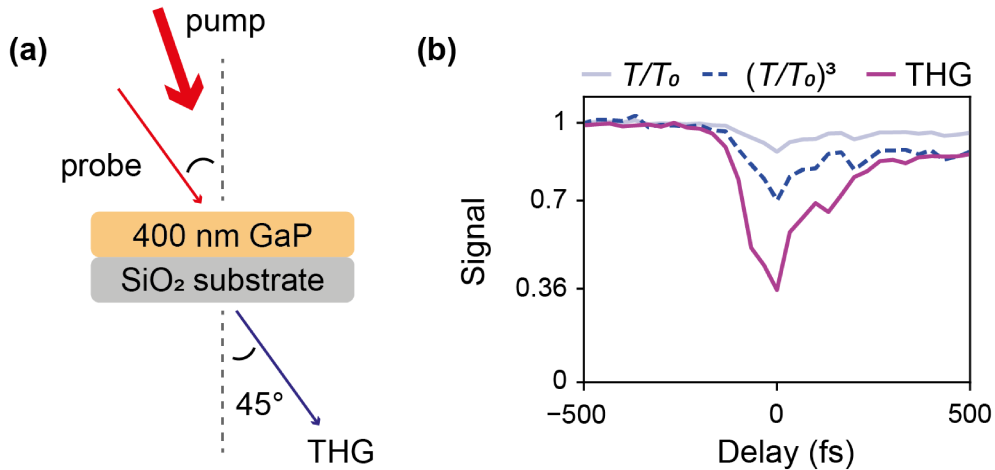 (a)
pump
probe
400 nm GaP
SiO₂ substrate
45°
THG
(b)
T/T₀ (T/T₀)³ THG
Signal
1
0.7
0.36
0
−500 0 500
Delay (fs)